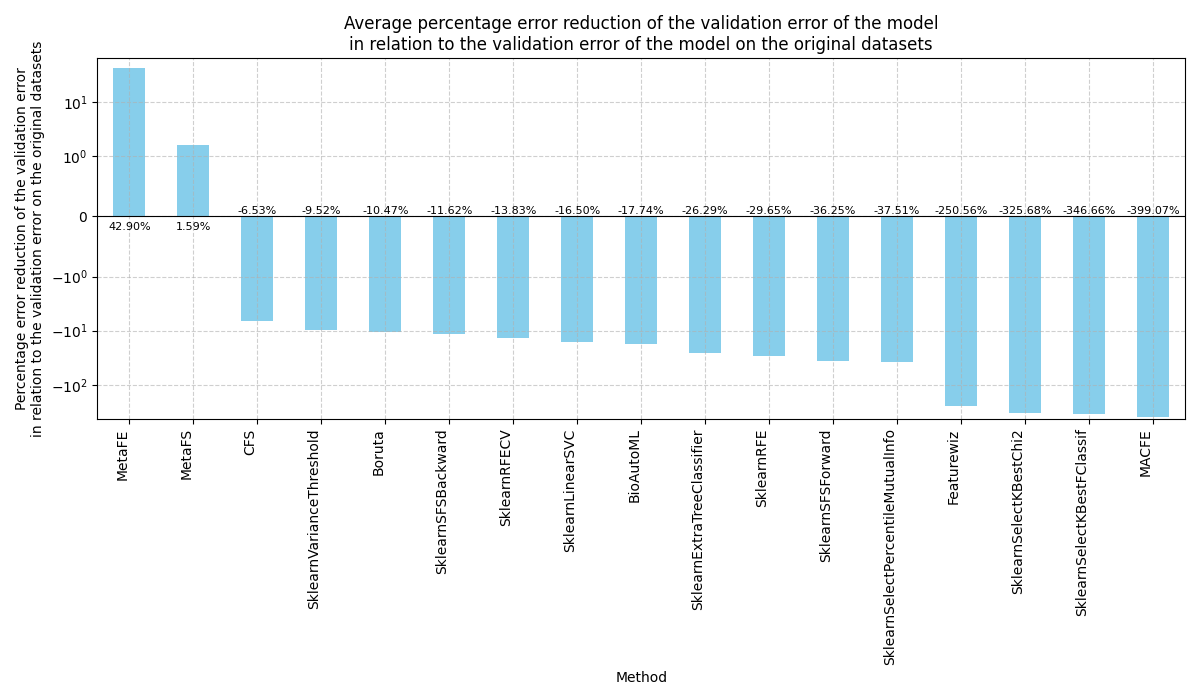 Average percentage error reduction of the validation error of the model
in relation to the validation error of the model on the original datasets
Percentage error reduction of the validation error
in relation to the validation error on the original datasets
10¹
10⁰
0
−10⁰
−10¹
−10²
42.90%
1.59%
-6.53%
-9.52%
-10.47%
-11.62%
-13.83%
-16.50%
-17.74%
-26.29%
-29.65%
-36.25%
-37.51%
-250.56%
-325.68%
-346.66%
-399.07%
MetaFE
MetaFS
CFS
SklearnVarianceThreshold
Boruta
SklearnSFSBackward
SklearnRFECV
SklearnLinearSVC
BioAutoML
SklearnExtraTreeClassifier
SklearnRFE
SklearnSFSForward
SklearnSelectPercentileMutualInfo
Featurewiz
SklearnSelectKBestChi2
SklearnSelectKBestFClassif
MACFE
Method